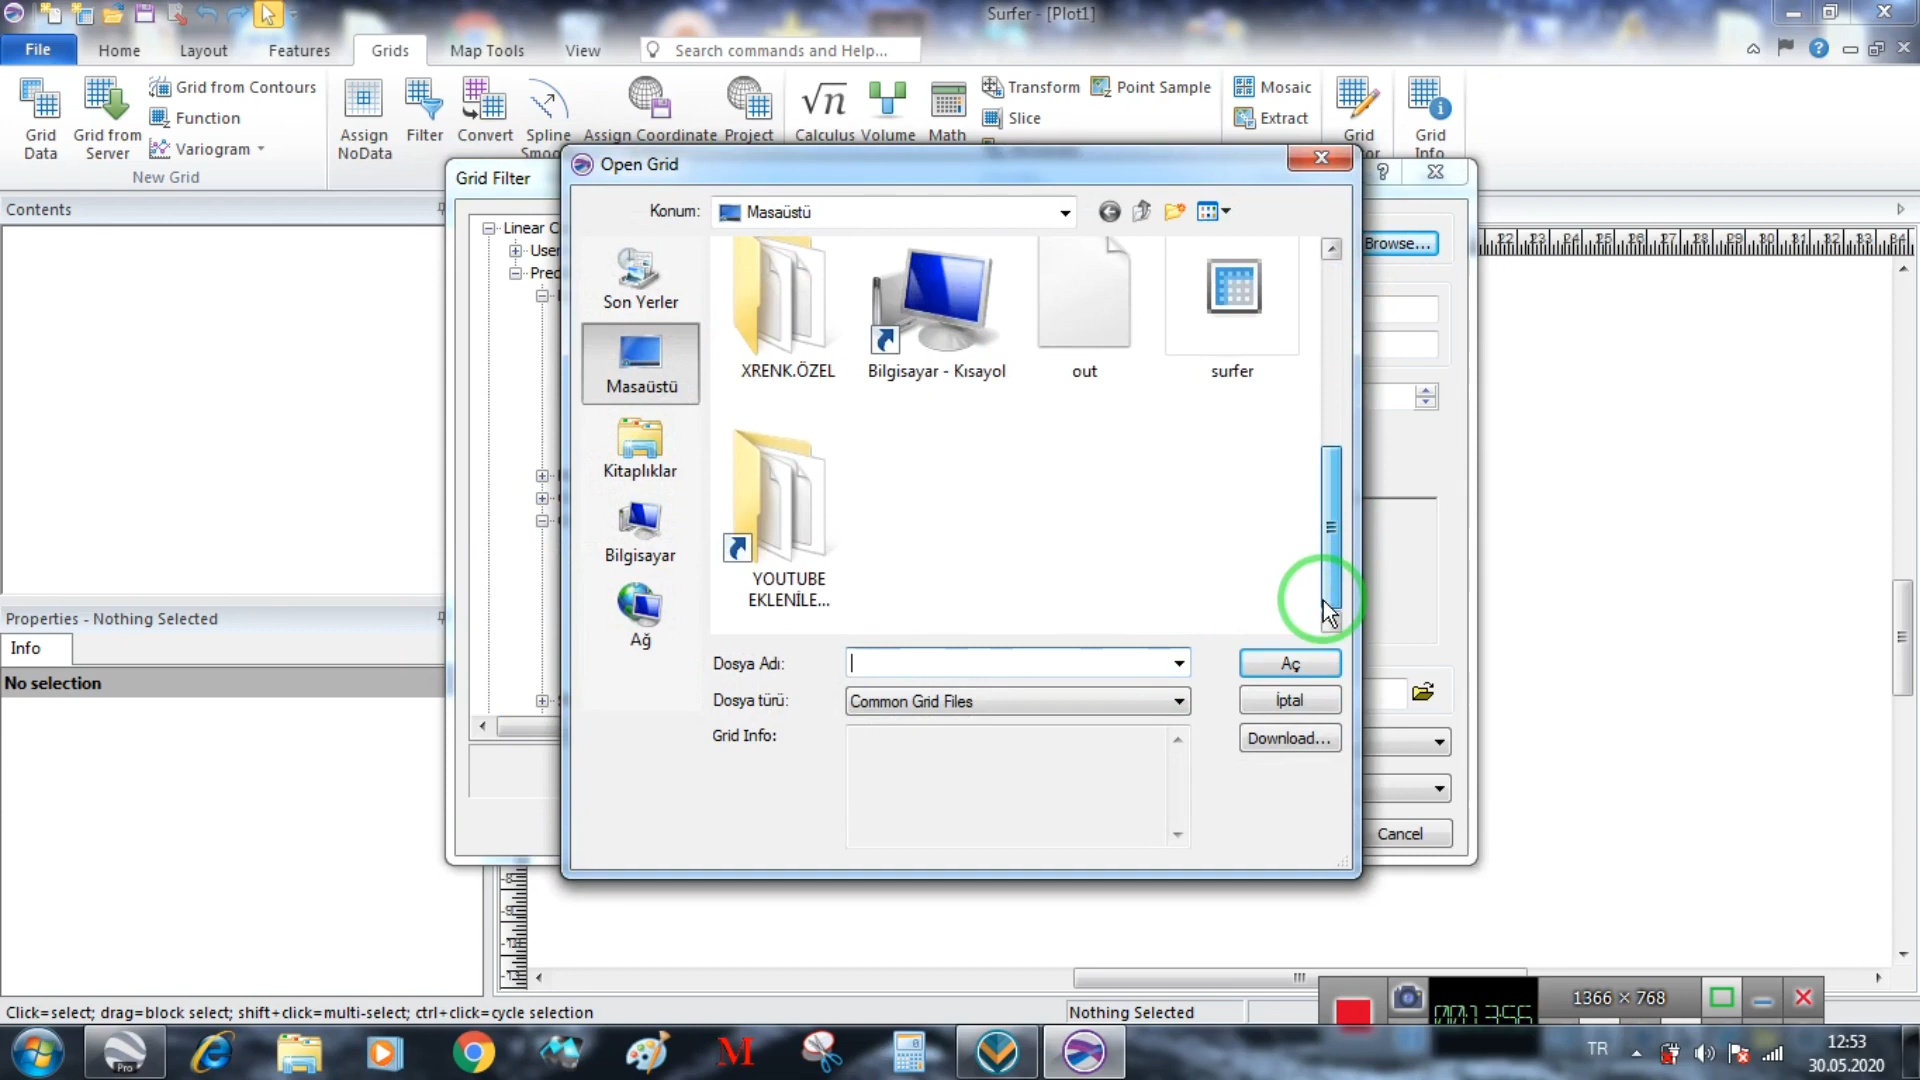 Surfer - [Plot1]
File
Home
Layout
Features
Grids
Map Tools
View
Search commands and Help...
Grid Data
Grid from Server
Grid from Contours
Function
Variogram
New Grid
Assign NoData
Filter
Convert
Spline
Assign Coordinate
Project
Calculus
Volume
Math
Transform
Slice
Point Sample
Mosaic
Extract
Grid
Grid Info
Contents
Grid Filter
Linear C
User
Pred
Browse...
Cancel
Open Grid
Konum:
Masaüstü
Son Yerler
Masaüstü
Kitaplıklar
Bilgisayar
Ağ
XRENK.ÖZEL
Bilgisayar - Kısayol
out
surfer
YOUTUBE
EKLENİLE...
Dosya Adı:
Aç
Dosya türü:
Common Grid Files
İptal
Grid Info:
Download...
Properties - Nothing Selected
Info
No selection
Click=select; drag=block select; shift+click=multi-select; ctrl+click=cycle selection
Nothing Selected
1366 × 768
Pro
TR
12:53
30.05.2020